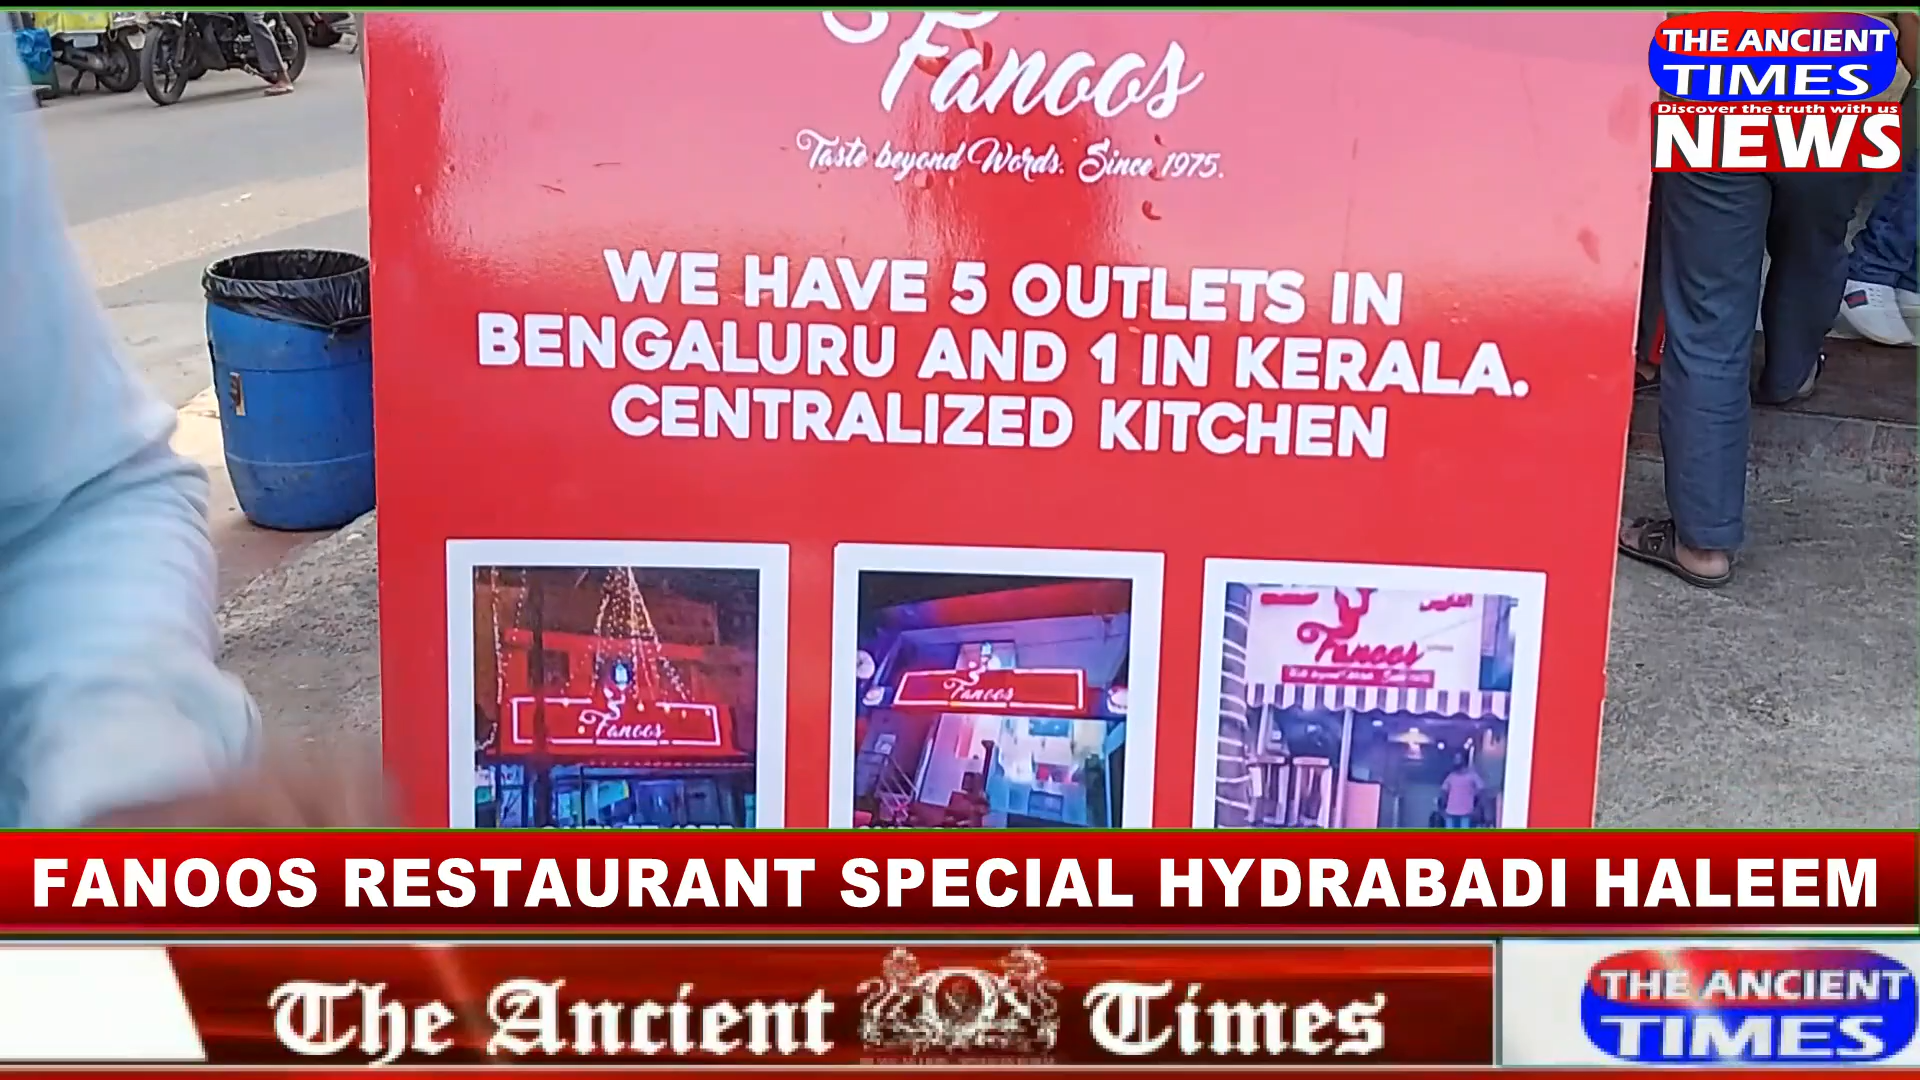 Fanoos
Taste beyond Words. Since 1975.
WE HAVE 5 OUTLETS IN
BENGALURU AND 1 IN KERALA.
CENTRALIZED KITCHEN
Fanoos
Fanoos
Fanoos
THE ANCIENT
TIMES
Discover the truth with us
NEWS
FANOOS RESTAURANT SPECIAL HYDRABADI HALEEM
The Ancient Times
THE ANCIENT
TIMES